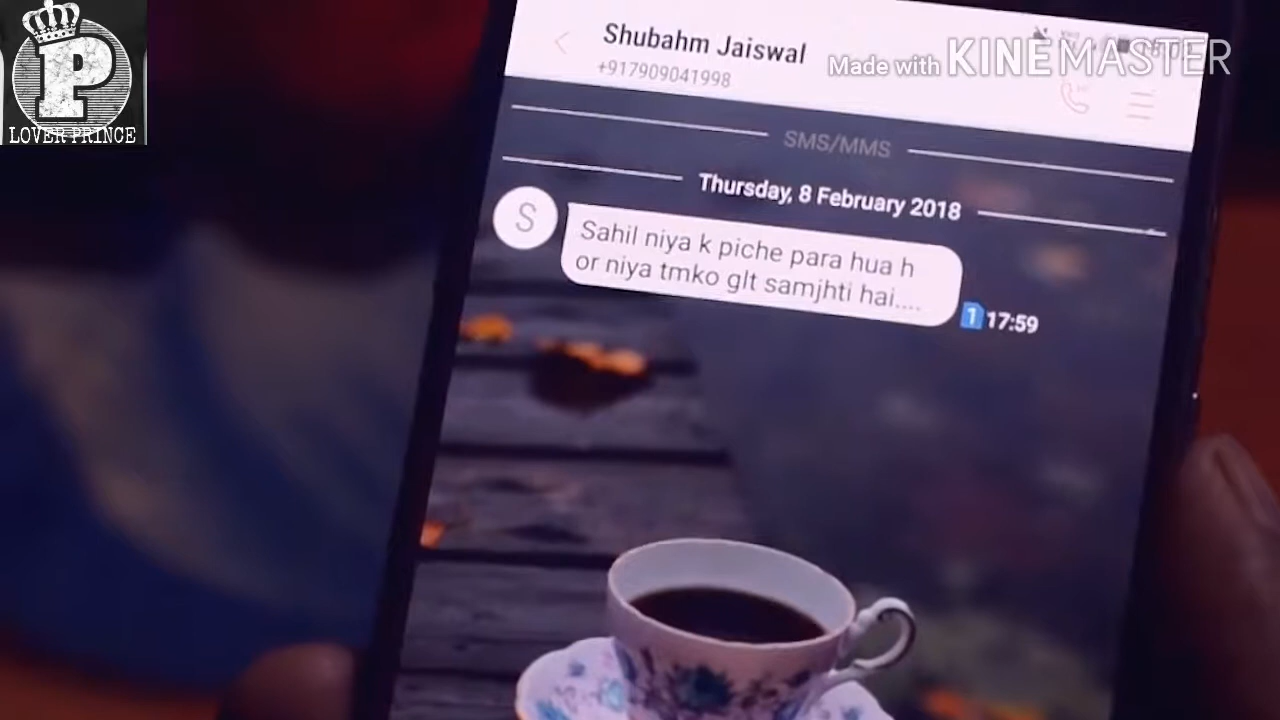 P
LOVER PRINCE
Shubahm Jaiswal
+917909041998
Made with KINEMASTER
SMS/MMS
Thursday, 8 February 2018
S
Sahil niya k piche para hua h
or niya tmko glt samjhti hai....
1 17:59